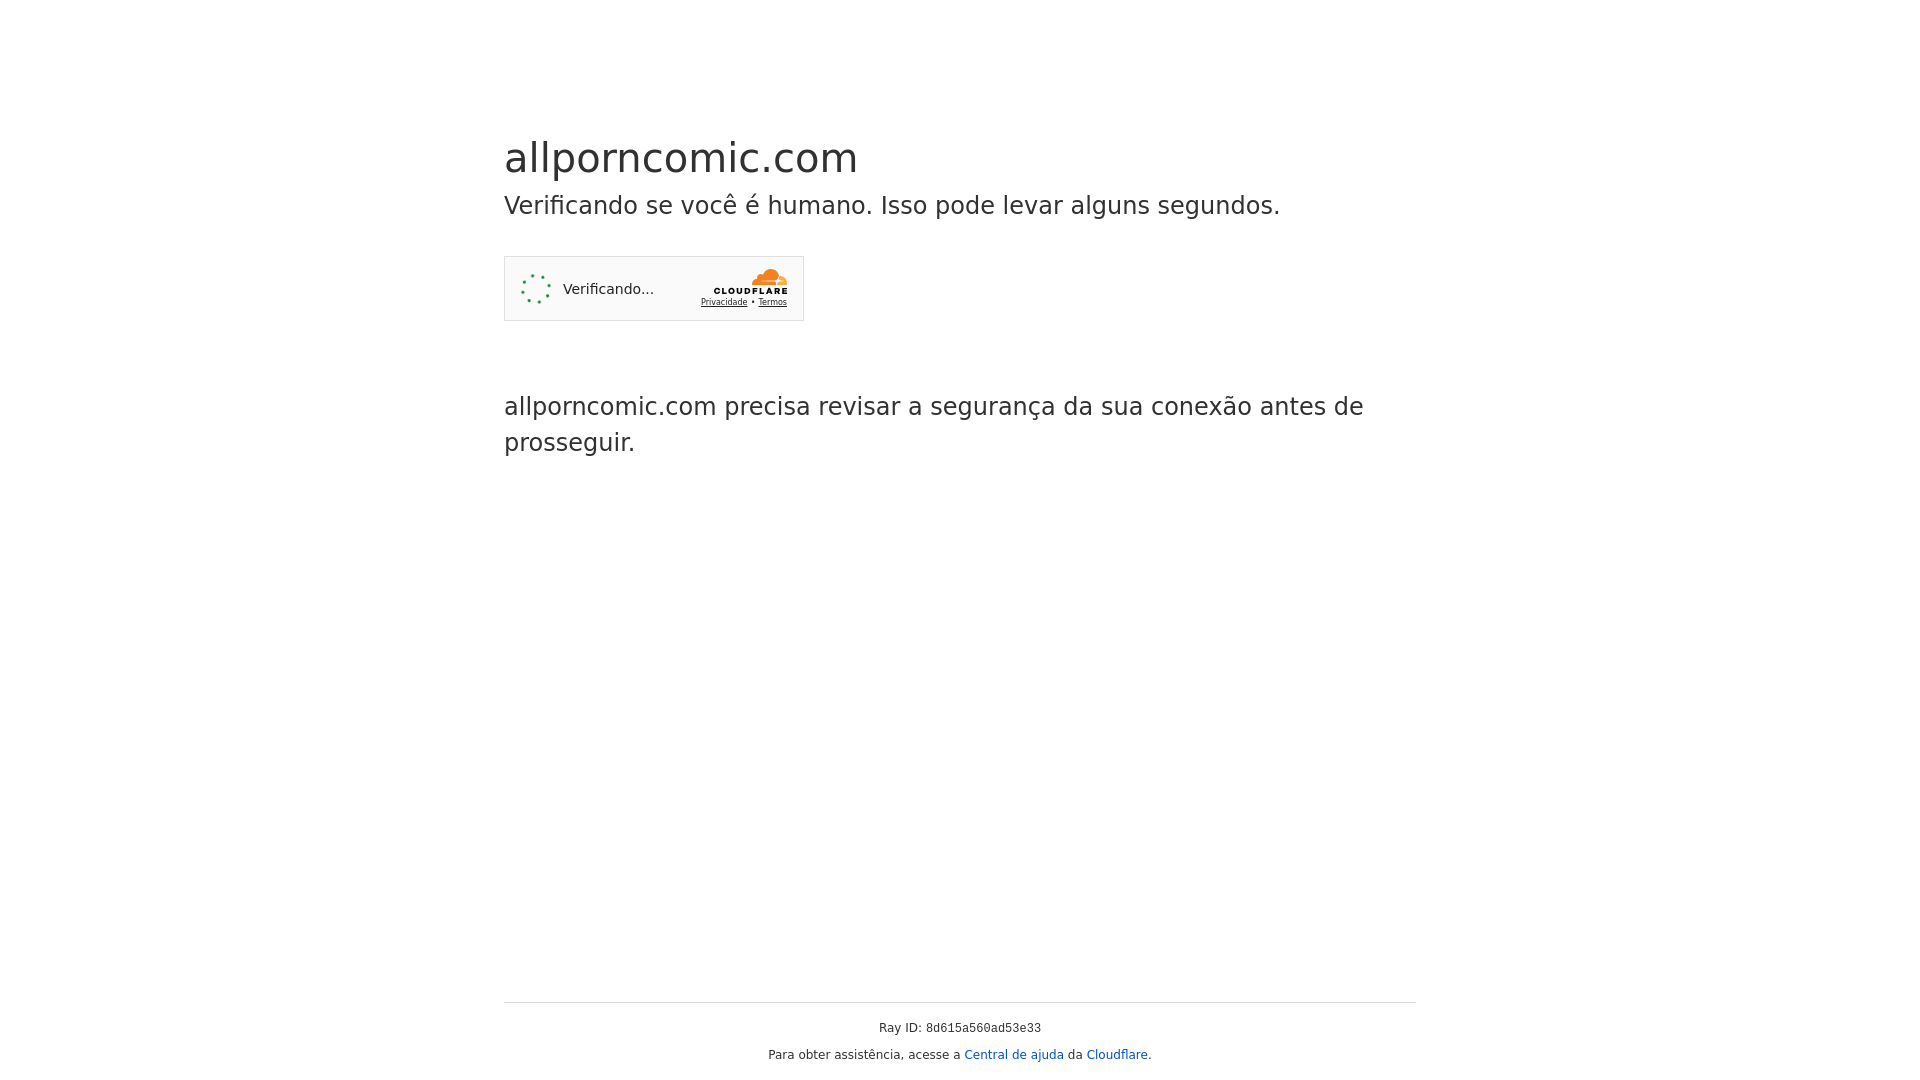 allporncomic.com
Verificando se você é humano. Isso pode levar alguns segundos.
Verificando...
CLOUDFLARE
Privacidade • Termos
allporncomic.com precisa revisar a segurança da sua conexão antes de
prosseguir.
Ray ID: 8d615a560ad53e33
Para obter assistência, acesse a Central de ajuda da Cloudflare.